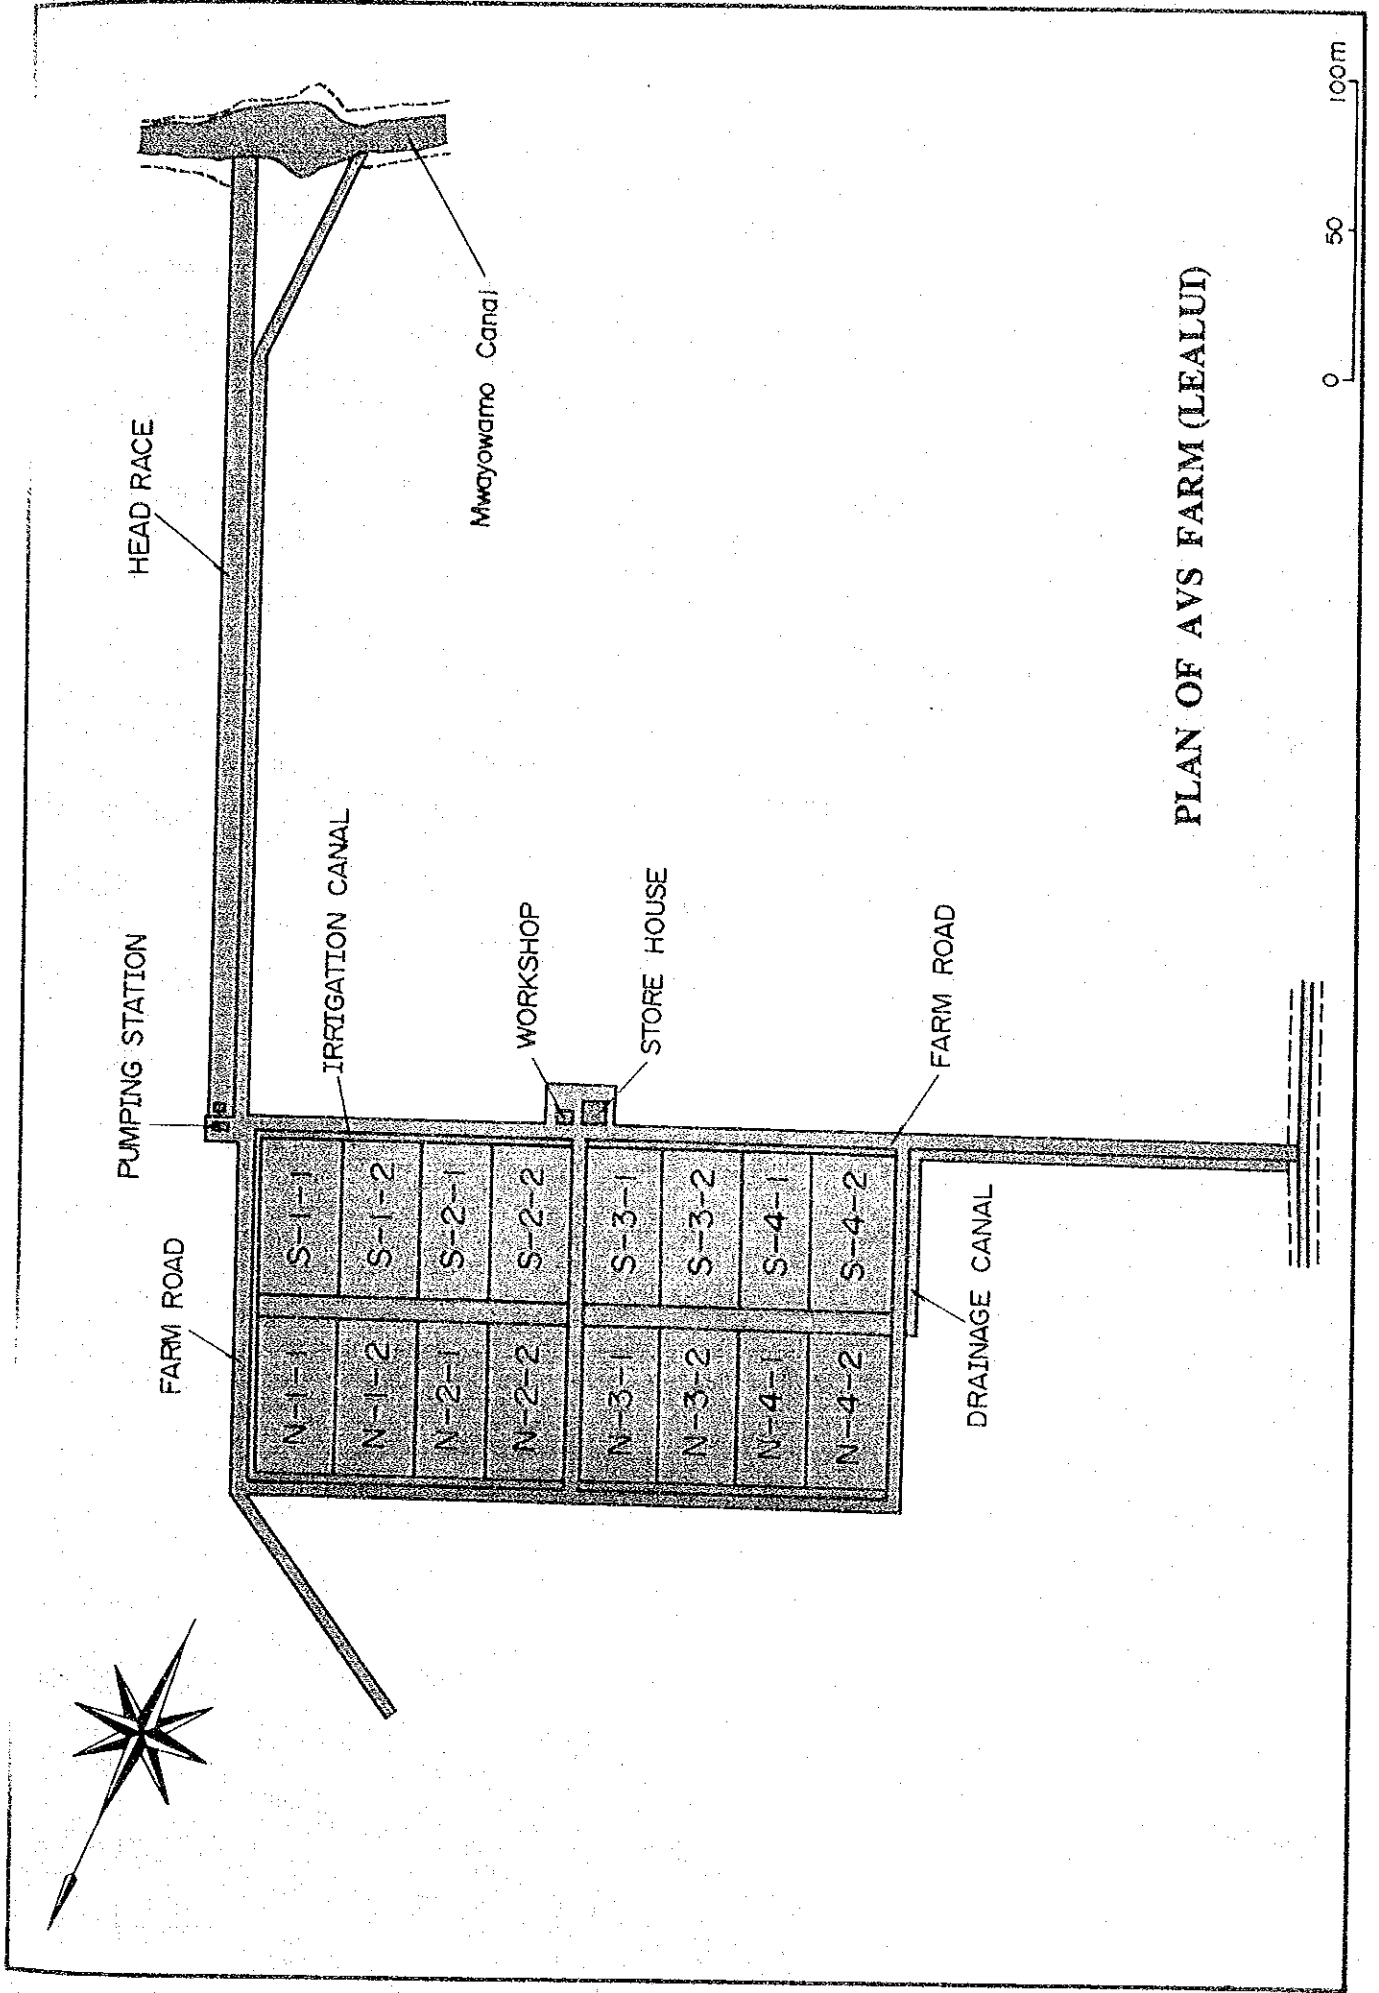 HEAD RACE
Mwayowamo Canal
PUMPING STATION
IRRIGATION CANAL
WORKSHOP
STORE HOUSE
FARM ROAD
FARM ROAD
DRAINAGE CANAL
N-1-1
S-1-1
N-1-2
S-1-2
N-2-1
S-2-1
N-2-2
S-2-2
N-3-1
S-3-1
N-3-2
S-3-2
N-4-1
S-4-1
N-4-2
S-4-2
PLAN OF AVS FARM (LEALUI)
0 50 100m